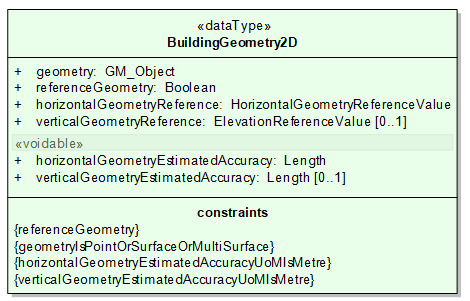 «dataType»
BuildingGeometry2D
+ geometry: GM_Object
+ referenceGeometry: Boolean
+ horizontalGeometryReference: HorizontalGeometryReferenceValue
+ verticalGeometryReference: ElevationReferenceValue [0..1]
«voidable»
+ horizontalGeometryEstimatedAccuracy: Length
+ verticalGeometryEstimatedAccuracy: Length [0..1]
constraints
{referenceGeometry}
{geometryIsPointOrSurfaceOrMultiSurface}
{horizontalGeometryEstimatedAccuracyUoMIsMetre}
{verticalGeometryEstimatedAccuracyUoMIsMetre}